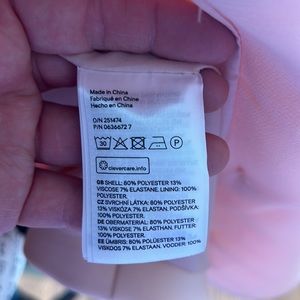 Made in China
Fabriqué en Chine
Hecho en China
O/N 251474
P/N 0636672 7
30 P
clevercare.info
GB SHELL: 80% POLYESTER 13%
VISCOSE 7% ELASTANE. LINING: 100%
POLYESTER.
CZ SVRCHNÍ LÁTKA: 80% POLYESTER
13% VISKÓZA 7% ELASTAN. PODŠÍVKA:
100% POLYESTER.
DE OBERMATERIAL: 80% POLYESTER
13% VISKOSE 7% ELASTHAN. FUTTER:
100% POLYESTER.
EE ÜMBRIS: 80% POLÜESTER 13%
VISKOOS 7% ELASTAAN. VOODER: 100%